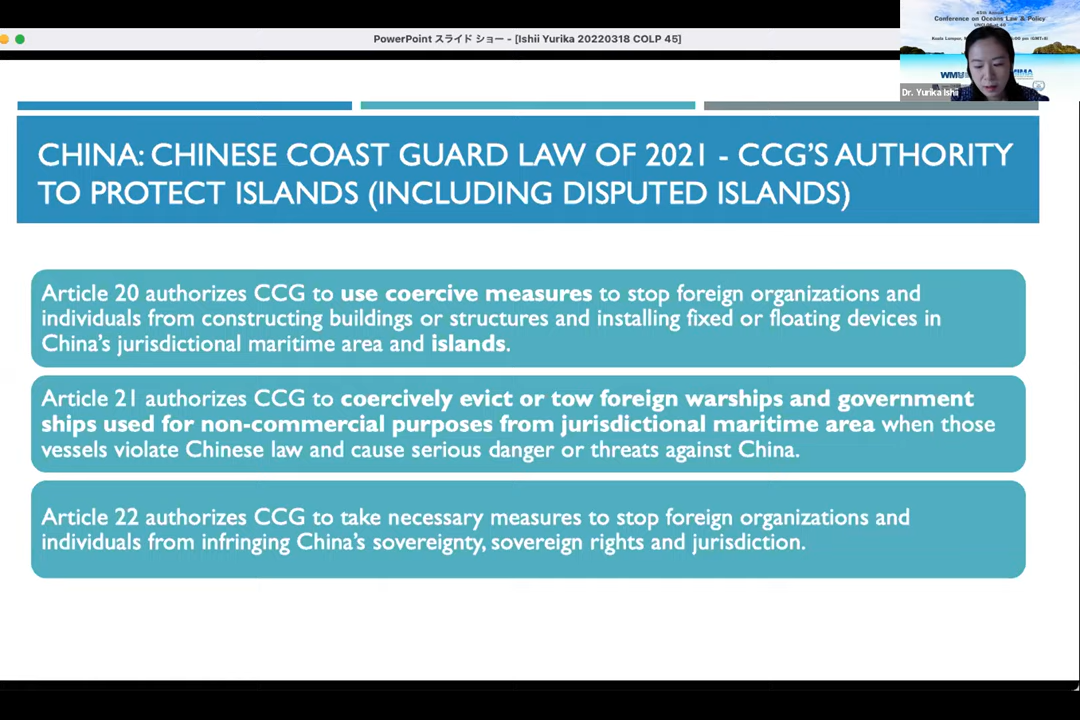 45th Annual
Conference on Oceans Law & Policy
PowerPoint スライド ショー - [Ishii Yurika 20220318 COLP 45]
WMU
MIMA
Dr. Yurika Ishii
CHINA: CHINESE COAST GUARD LAW OF 2021 - CCG'S AUTHORITY
TO PROTECT ISLANDS (INCLUDING DISPUTED ISLANDS)
Article 20 authorizes CCG to use coercive measures to stop foreign organizations and
individuals from constructing buildings or structures and installing fixed or floating devices in
China's jurisdictional maritime area and islands.
Article 21 authorizes CCG to coercively evict or tow foreign warships and government
ships used for non-commercial purposes from jurisdictional maritime area when those
vessels violate Chinese law and cause serious danger or threats against China.
Article 22 authorizes CCG to take necessary measures to stop foreign organizations and
individuals from infringing China's sovereignty, sovereign rights and jurisdiction.